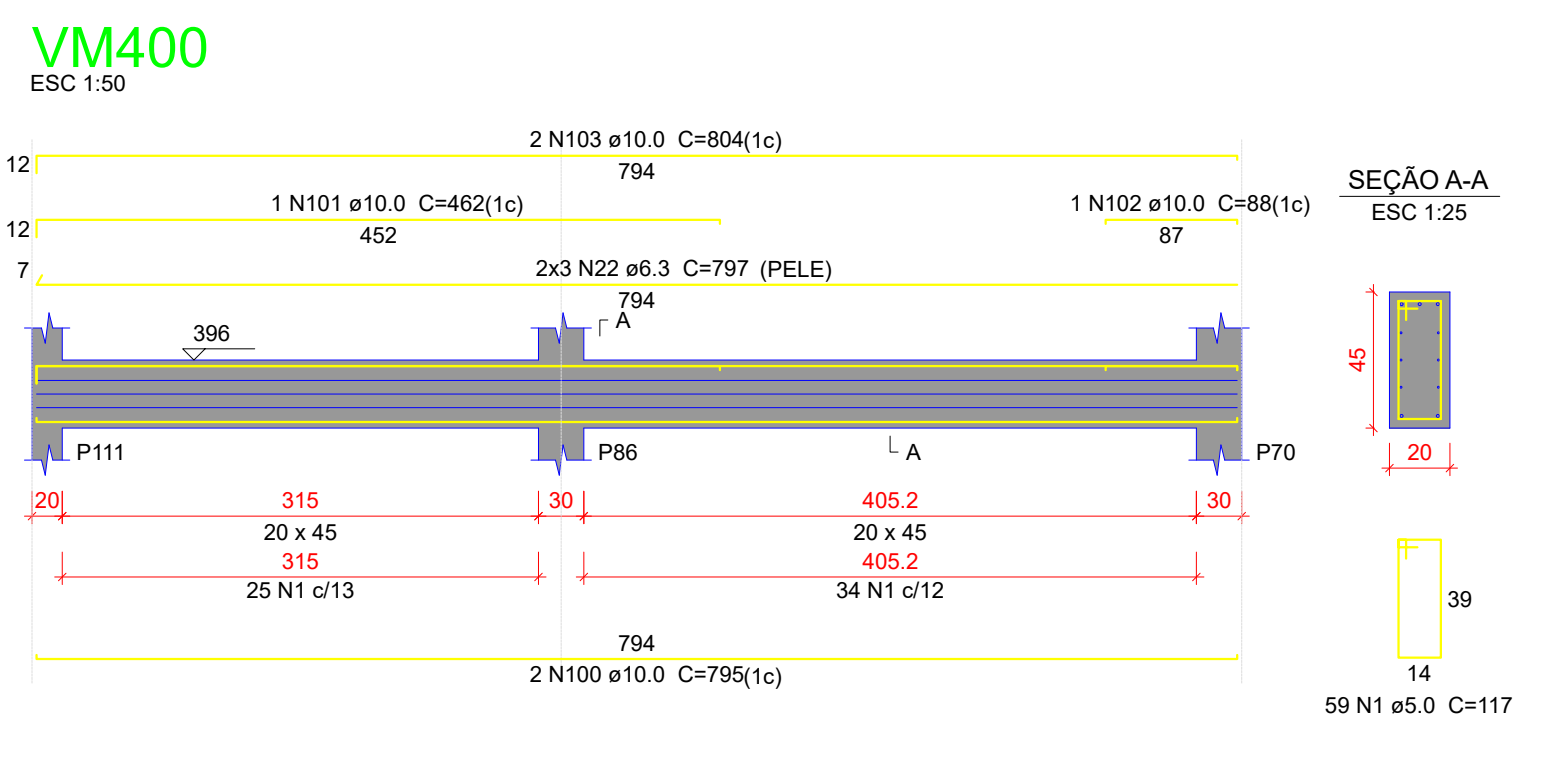 VM400
ESC 1:50
2 N103 ø10.0 C=804(1c)
12
794
1 N101 ø10.0 C=462(1c)
1 N102 ø10.0 C=88(1c)
12
452
87
2x3 N22 ø6.3 C=797 (PELE)
7
794
A
396
P111
P86
A
P70
20
315
30
405.2
30
20 x 45
20 x 45
315
405.2
25 N1 c/13
34 N1 c/12
794
2 N100 ø10.0 C=795(1c)
SEÇÃO A-A
ESC 1:25
45
20
39
14
59 N1 ø5.0 C=117